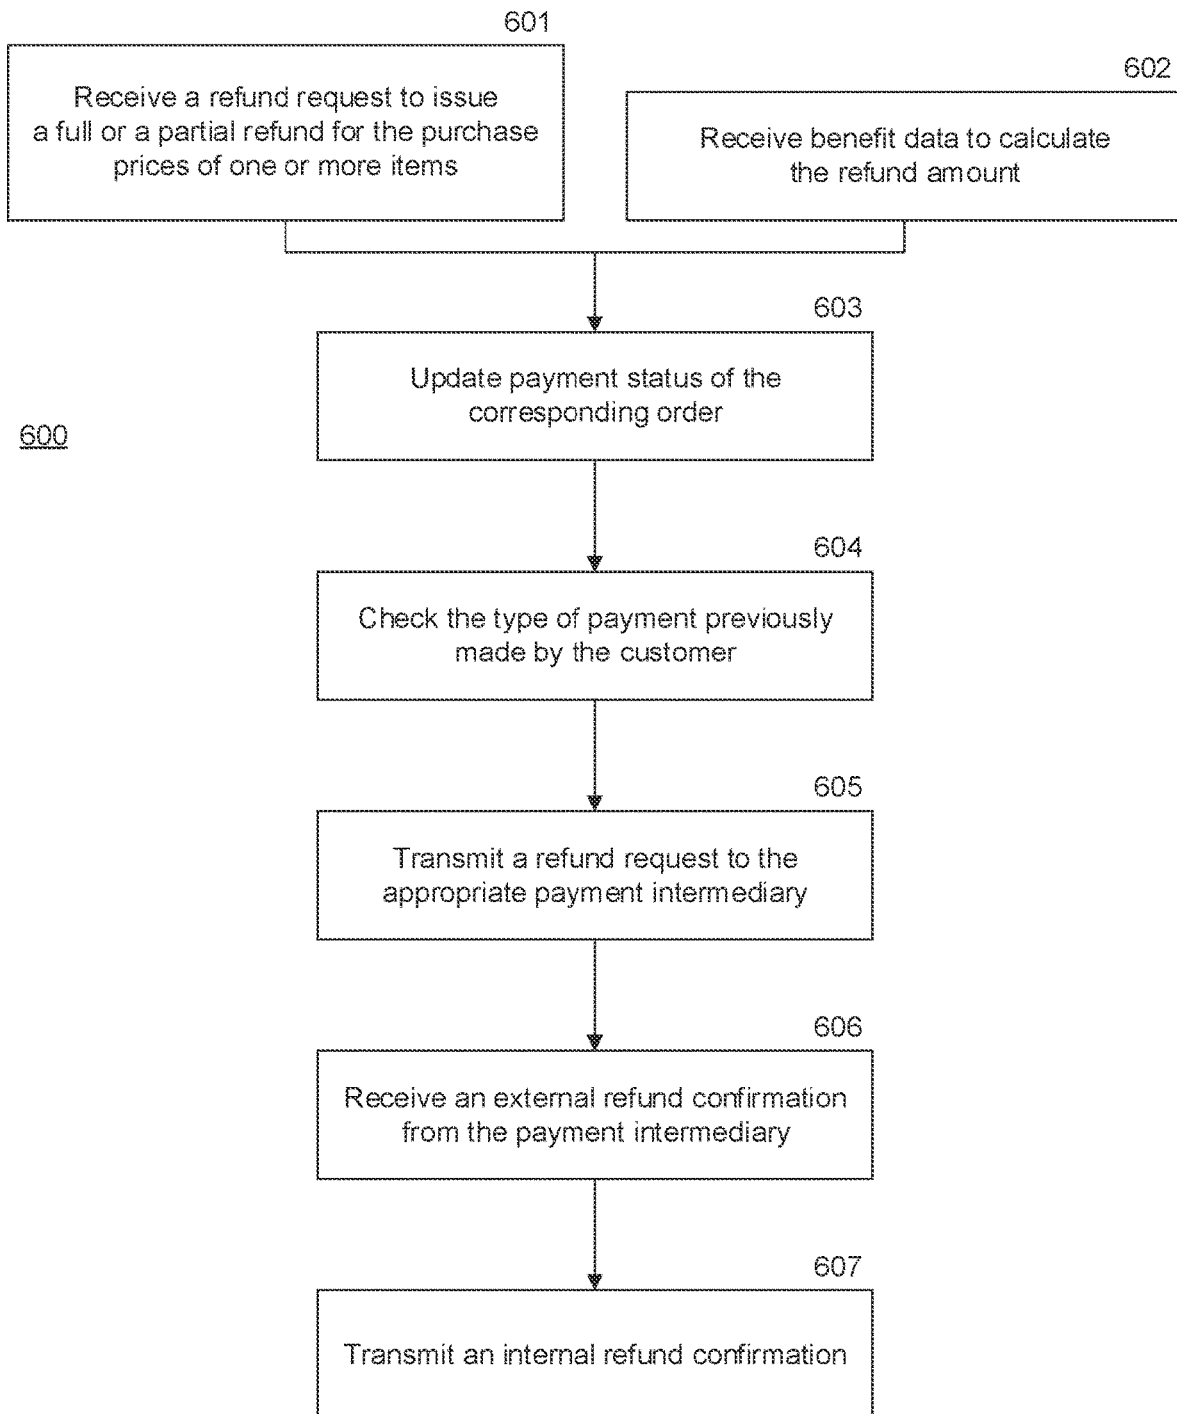 601
Receive a refund request to issue
a full or a partial refund for the purchase
prices of one or more items
602
Receive benefit data to calculate
the refund amount
603
Update payment status of the
corresponding order
600
604
Check the type of payment previously
made by the customer
605
Transmit a refund request to the
appropriate payment intermediary
606
Receive an external refund confirmation
from the payment intermediary
607
Transmit an internal refund confirmation